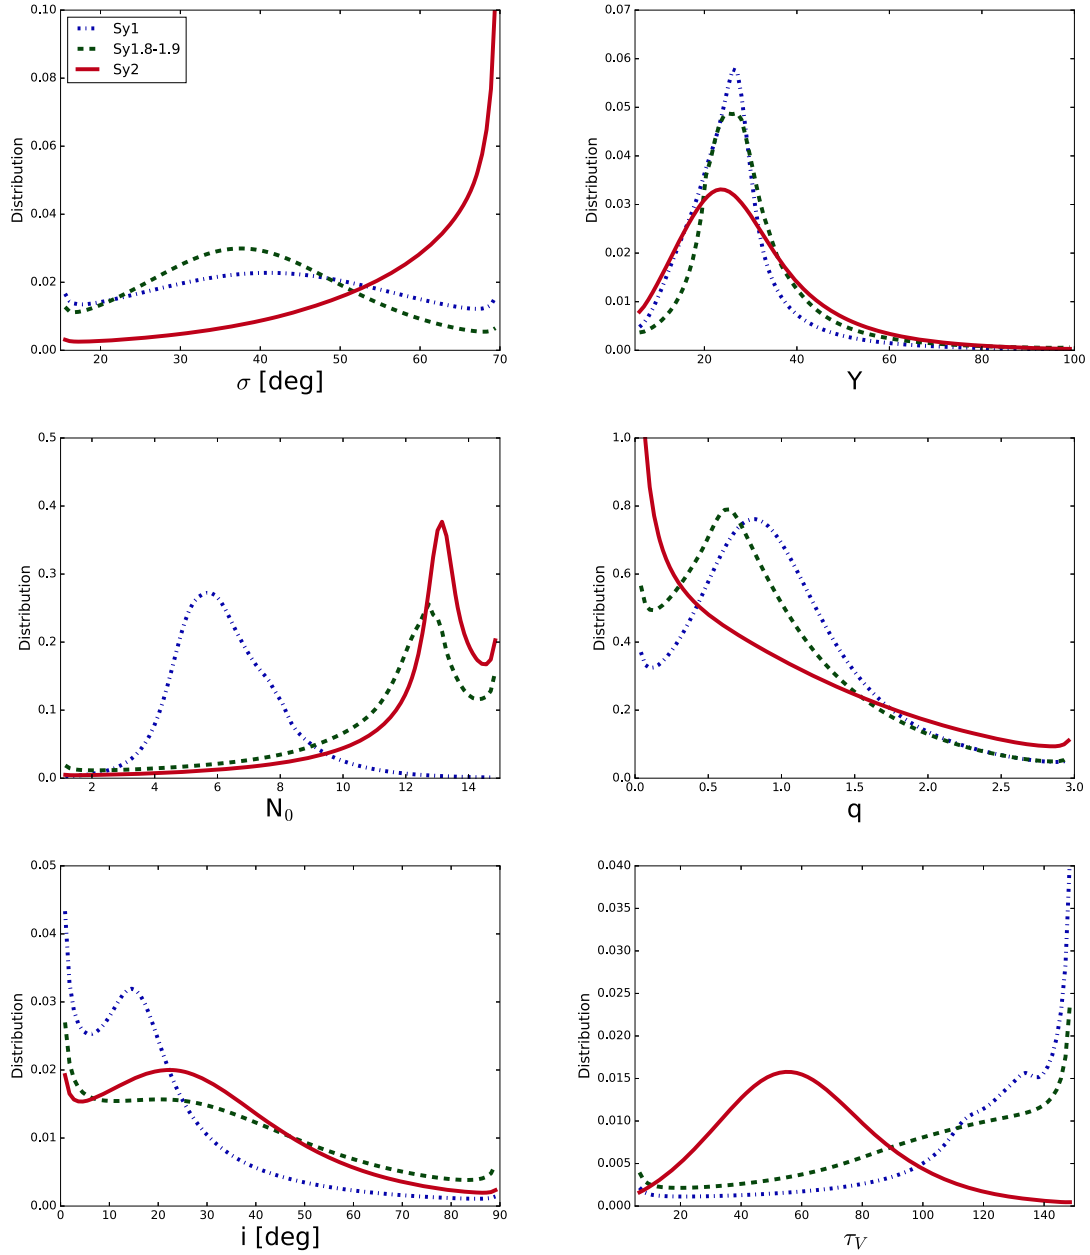 0.10
0.08
0.06
0.04
0.02
0.00
Distribution
Sy1
Sy1.8-1.9
Sy2
20 30 40 50 60 70
σ [deg]
0.07
0.06
0.05
0.04
0.03
0.02
0.01
0.00
Distribution
20 40 60 80 100
Y
0.5
0.4
0.3
0.2
0.1
0.0
Distribution
2 4 6 8 10 12 14
N₀
1.0
0.8
0.6
0.4
0.2
0.0
Distribution
0.0 0.5 1.0 1.5 2.0 2.5 3.0
q
0.05
0.04
0.03
0.02
0.01
0.00
Distribution
0 10 20 30 40 50 60 70 80 90
i [deg]
0.040
0.035
0.030
0.025
0.020
0.015
0.010
0.005
0.000
Distribution
20 40 60 80 100 120 140
τ_V